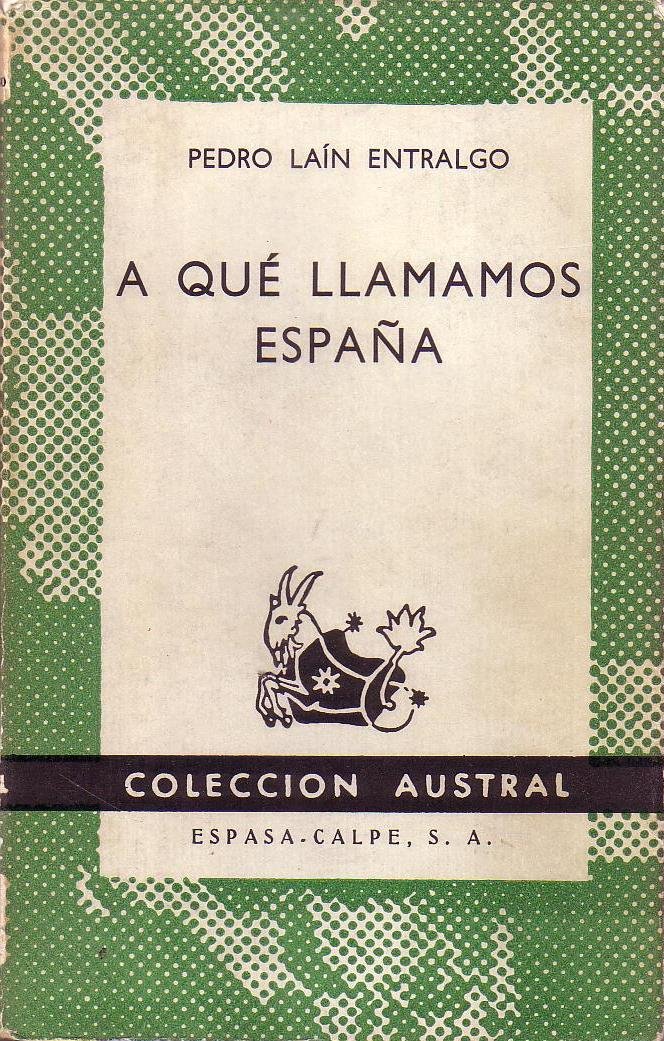 PEDRO LAÍN ENTRALGO
A QUÉ LLAMAMOS
ESPAÑA
COLECCION AUSTRAL
ESPASA-CALPE, S. A.